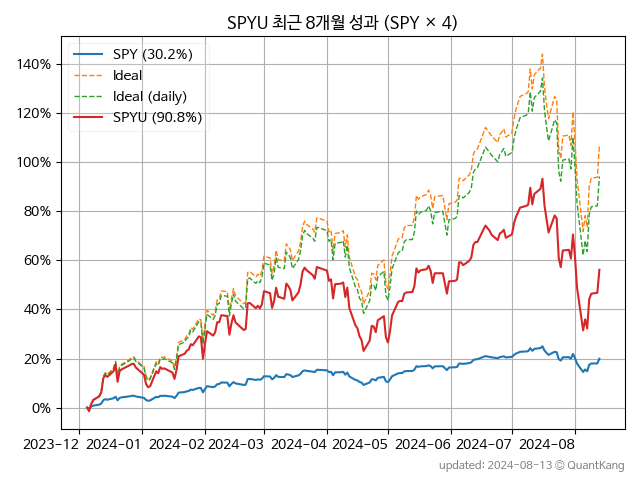 SPYU 최근 8개월 성과 (SPY × 4)
SPY (30.2%)
Ideal
Ideal (daily)
SPYU (90.8%)
140%
120%
100%
80%
60%
40%
20%
0%
2023-12 2024-01 2024-02 2024-03 2024-04 2024-05 2024-06 2024-07 2024-08
updated: 2024-08-13 © QuantKang